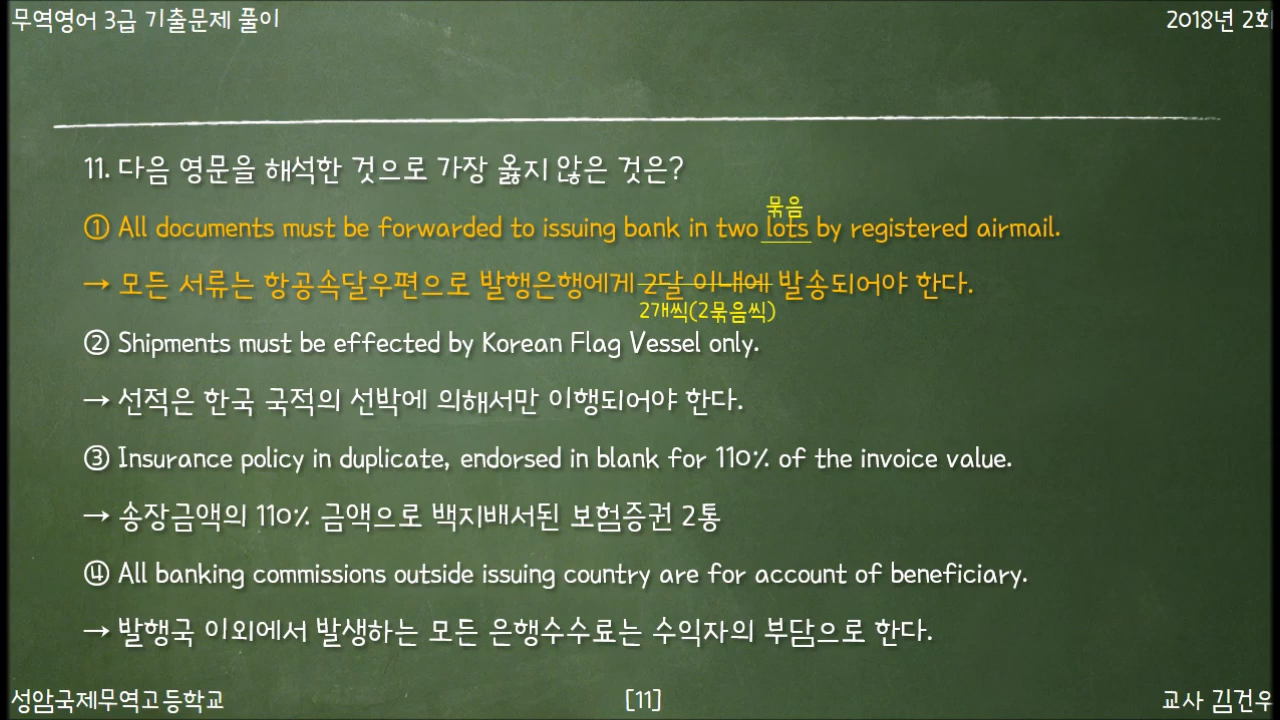 무역영어 3급 기출문제 풀이
2018년 2회
11. 다음 영문을 해석한 것으로 가장 옳지 않은 것은?
묶음
① All documents must be forwarded to issuing bank in two lots by registered airmail.
→ 모든 서류는 항공속달우편으로 발행은행에게 2달 이내에 발송되어야 한다.
2개씩(2묶음씩)
② Shipments must be effected by Korean Flag Vessel only.
→ 선적은 한국 국적의 선박에 의해서만 이행되어야 한다.
③ Insurance policy in duplicate, endorsed in blank for 110% of the invoice value.
→ 송장금액의 110% 금액으로 백지배서된 보험증권 2통
④ All banking commissions outside issuing country are for account of beneficiary.
→ 발행국 이외에서 발생하는 모든 은행수수료는 수익자의 부담으로 한다.
성암국제무역고등학교
[11]
교사 김건우